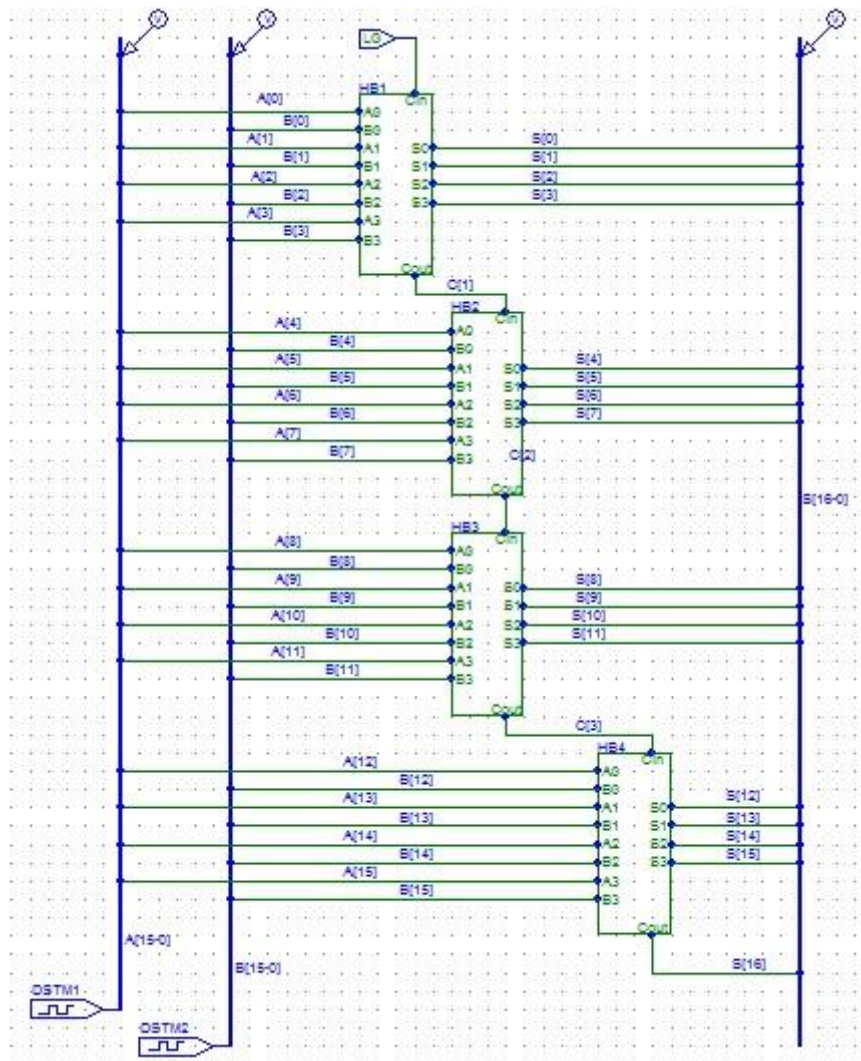 V V V
LO
HB1
Cin
A[0] A0
B[0] B0
A[1] A1 S0 S[0]
B[1] B1 S1 S[1]
A[2] A2 S2 S[2]
B[2] B2 S3 S[3]
A[3] A3
B[3] B3
Cout
C[1]
HB2
Cin
A[4] A0
B[4] B0
A[5] A1 S0 S[4]
B[5] B1 S1 S[5]
A[6] A2 S2 S[6]
B[6] B2 S3 S[7]
A[7] A3
B[7] B3 C[2]
Cout
S[16-0]
HB3
Cin
A[8] A0
B[8] B0
A[9] A1 S0 S[8]
B[9] B1 S1 S[9]
A[10] A2 S2 S[10]
B[10] B2 S3 S[11]
A[11] A3
B[11] B3
Cout
C[3]
HB4
Cin
A[12] A0
B[12] B0
A[13] A1 S0 S[12]
B[13] B1 S1 S[13]
A[14] A2 S2 S[14]
B[14] B2 S3 S[15]
A[15] A3
B[15] B3
Cout
A[15-0]
B[15-0] S[16]
DSTM1
DSTM2